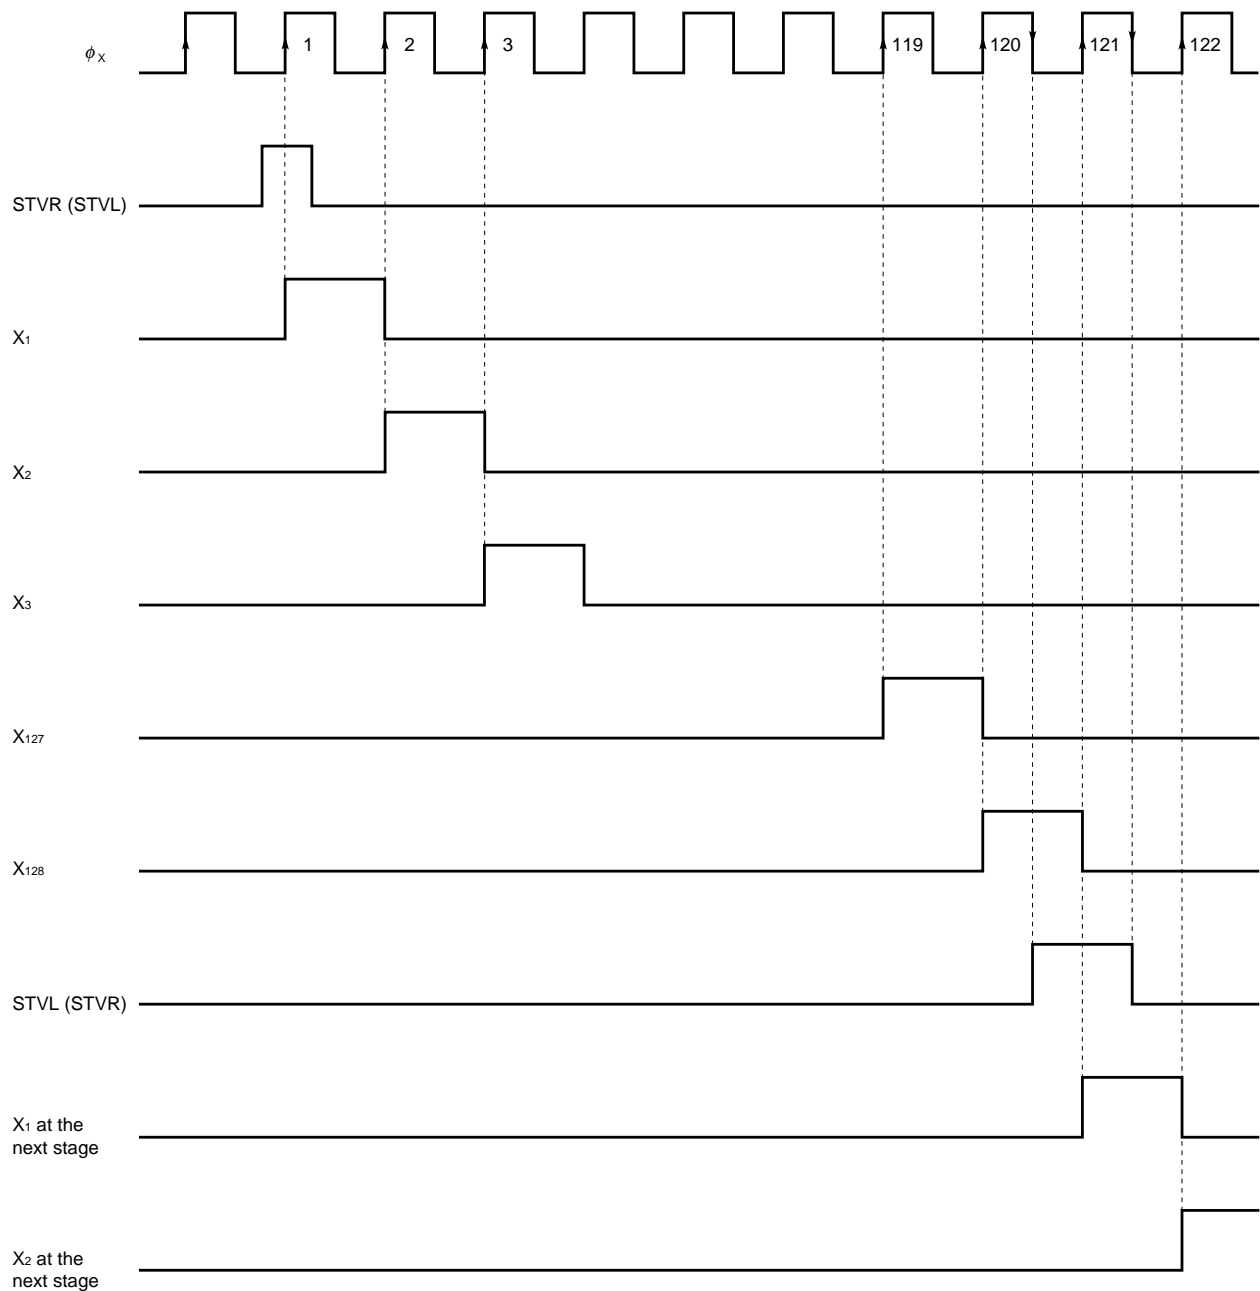 ϕX 1 2 3 119 120 121 122
STVR (STVL)
X1
X2
X3
X127
X128
STVL (STVR)
X1 at the
next stage
X2 at the
next stage